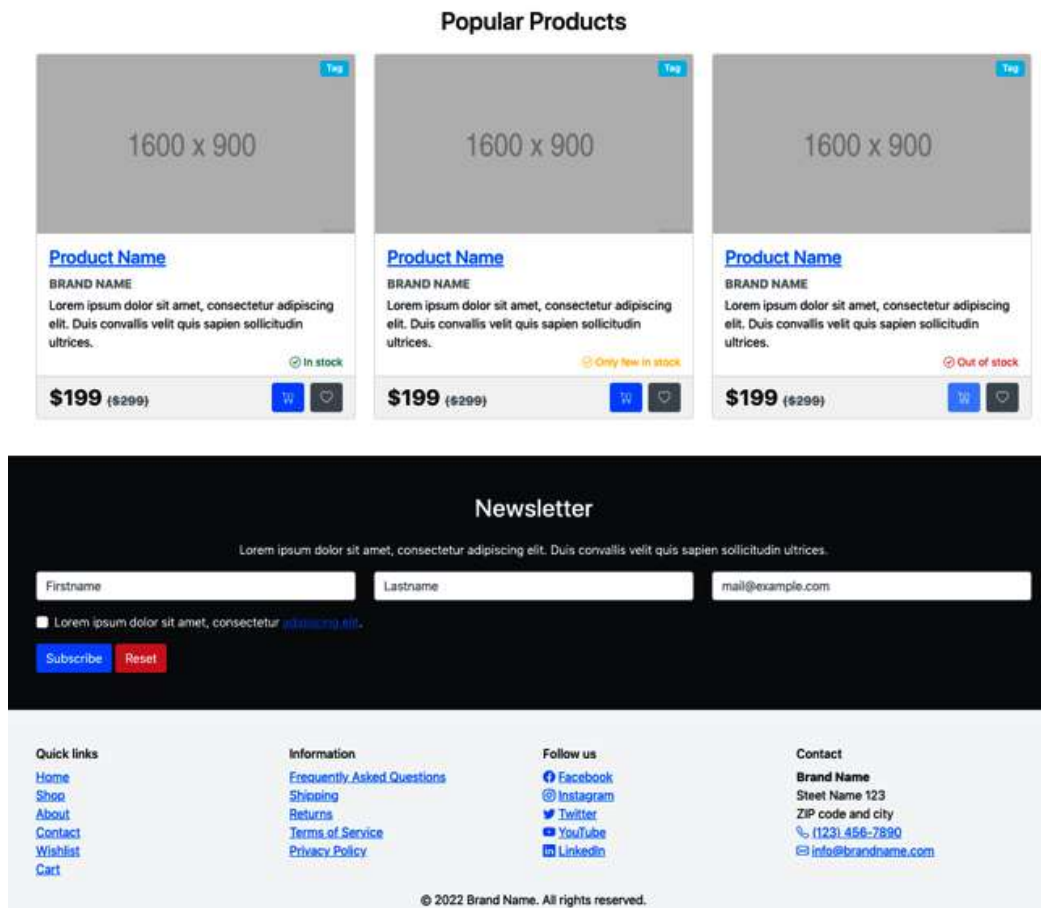 Popular Products
Tag
Tag
Tag
1600 x 900
1600 x 900
1600 x 900
Product Name
BRAND NAME
Lorem ipsum dolor sit amet, consectetur adipiscing
elit. Duis convallis velit quis sapien sollicitudin
ultrices.
In stock
$199 ($299)
Product Name
BRAND NAME
Lorem ipsum dolor sit amet, consectetur adipiscing
elit. Duis convallis velit quis sapien sollicitudin
ultrices.
Only few in stock
$199 ($299)
Product Name
BRAND NAME
Lorem ipsum dolor sit amet, consectetur adipiscing
elit. Duis convallis velit quis sapien sollicitudin
ultrices.
Out of stock
$199 ($299)
Newsletter
Lorem ipsum dolor sit amet, consectetur adipiscing elit. Duis convallis velit quis sapien sollicitudin ultrices.
Firstname
Lastname
mail@example.com
Lorem ipsum dolor sit amet, consectetur adipiscing elit.
Subscribe
Reset
Quick links
Home
Shop
About
Contact
Wishlist
Cart
Information
Frequently Asked Questions
Shipping
Returns
Terms of Service
Privacy Policy
Follow us
Facebook
Instagram
Twitter
YouTube
LinkedIn
Contact
Brand Name
Steet Name 123
ZIP code and city
(123) 456-7890
info@brandname.com
© 2022 Brand Name. All rights reserved.